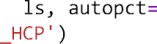 ls, autopct=
_HCP')